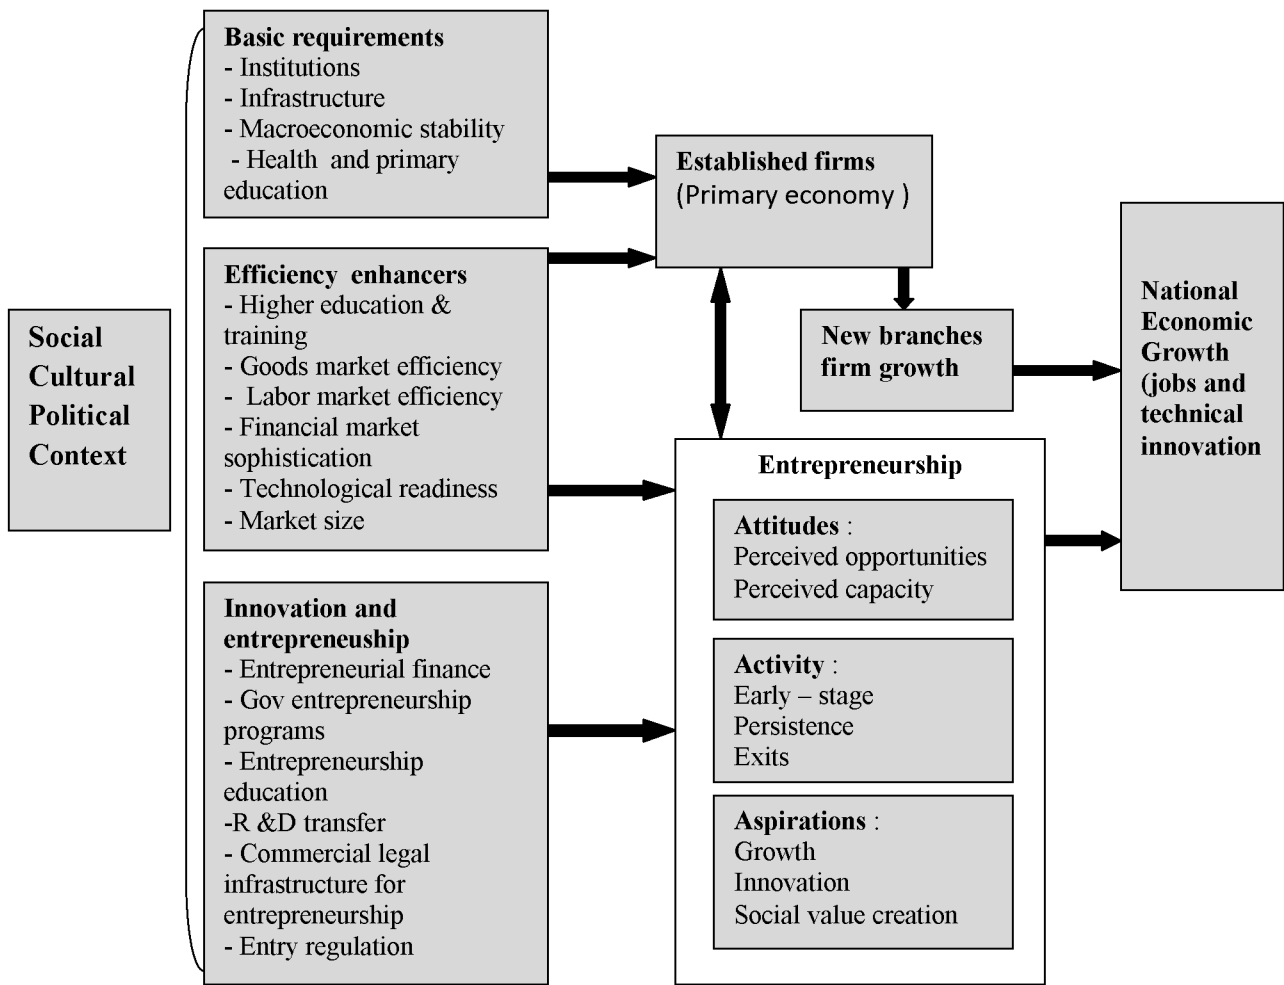 Social
Cultural
Political
Context
Basic requirements
- Institutions
- Infrastructure
- Macroeconomic stability
- Health and primary
education
Efficiency enhancers
- Higher education &
training
- Goods market efficiency
- Labor market efficiency
- Financial market
sophistication
- Technological readiness
- Market size
Innovation and
entrepreneuship
- Entrepreneurial finance
- Gov entrepreneurship
programs
- Entrepreneurship
education
-R &D transfer
- Commercial legal
infrastructure for
entrepreneurship
- Entry regulation
Established firms
(Primary economy )
New branches
firm growth
Entrepreneurship
Attitudes :
Perceived opportunities
Perceived capacity
Activity :
Early – stage
Persistence
Exits
Aspirations :
Growth
Innovation
Social value creation
National
Economic
Growth
(jobs and
technical
innovation